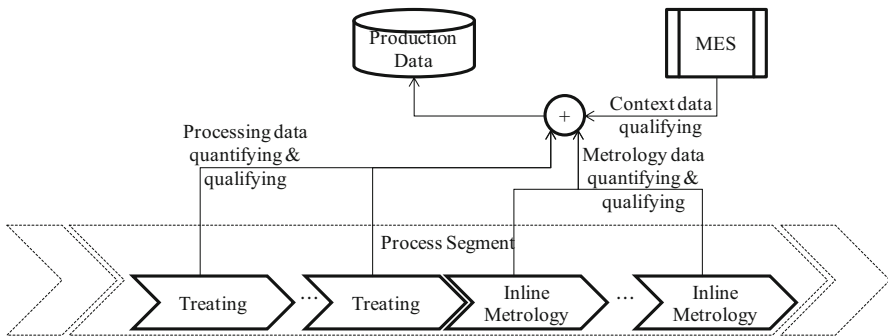 Production
Data
MES
+
Context data
qualifying
Processing data
quantifying &
qualifying
Metrology data
quantifying &
qualifying
Process Segment
Treating
...
Treating
Inline
Metrology
...
Inline
Metrology